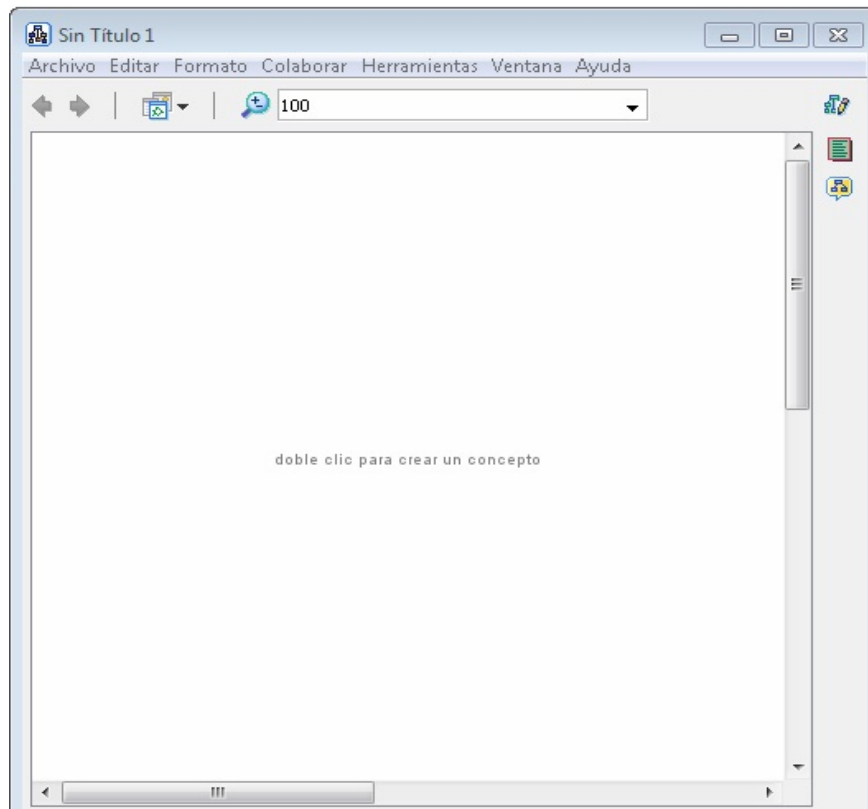 Sin Título 1
Archivo Editar Formato Colaborar Herramientas Ventana Ayuda
100
doble clic para crear un concepto